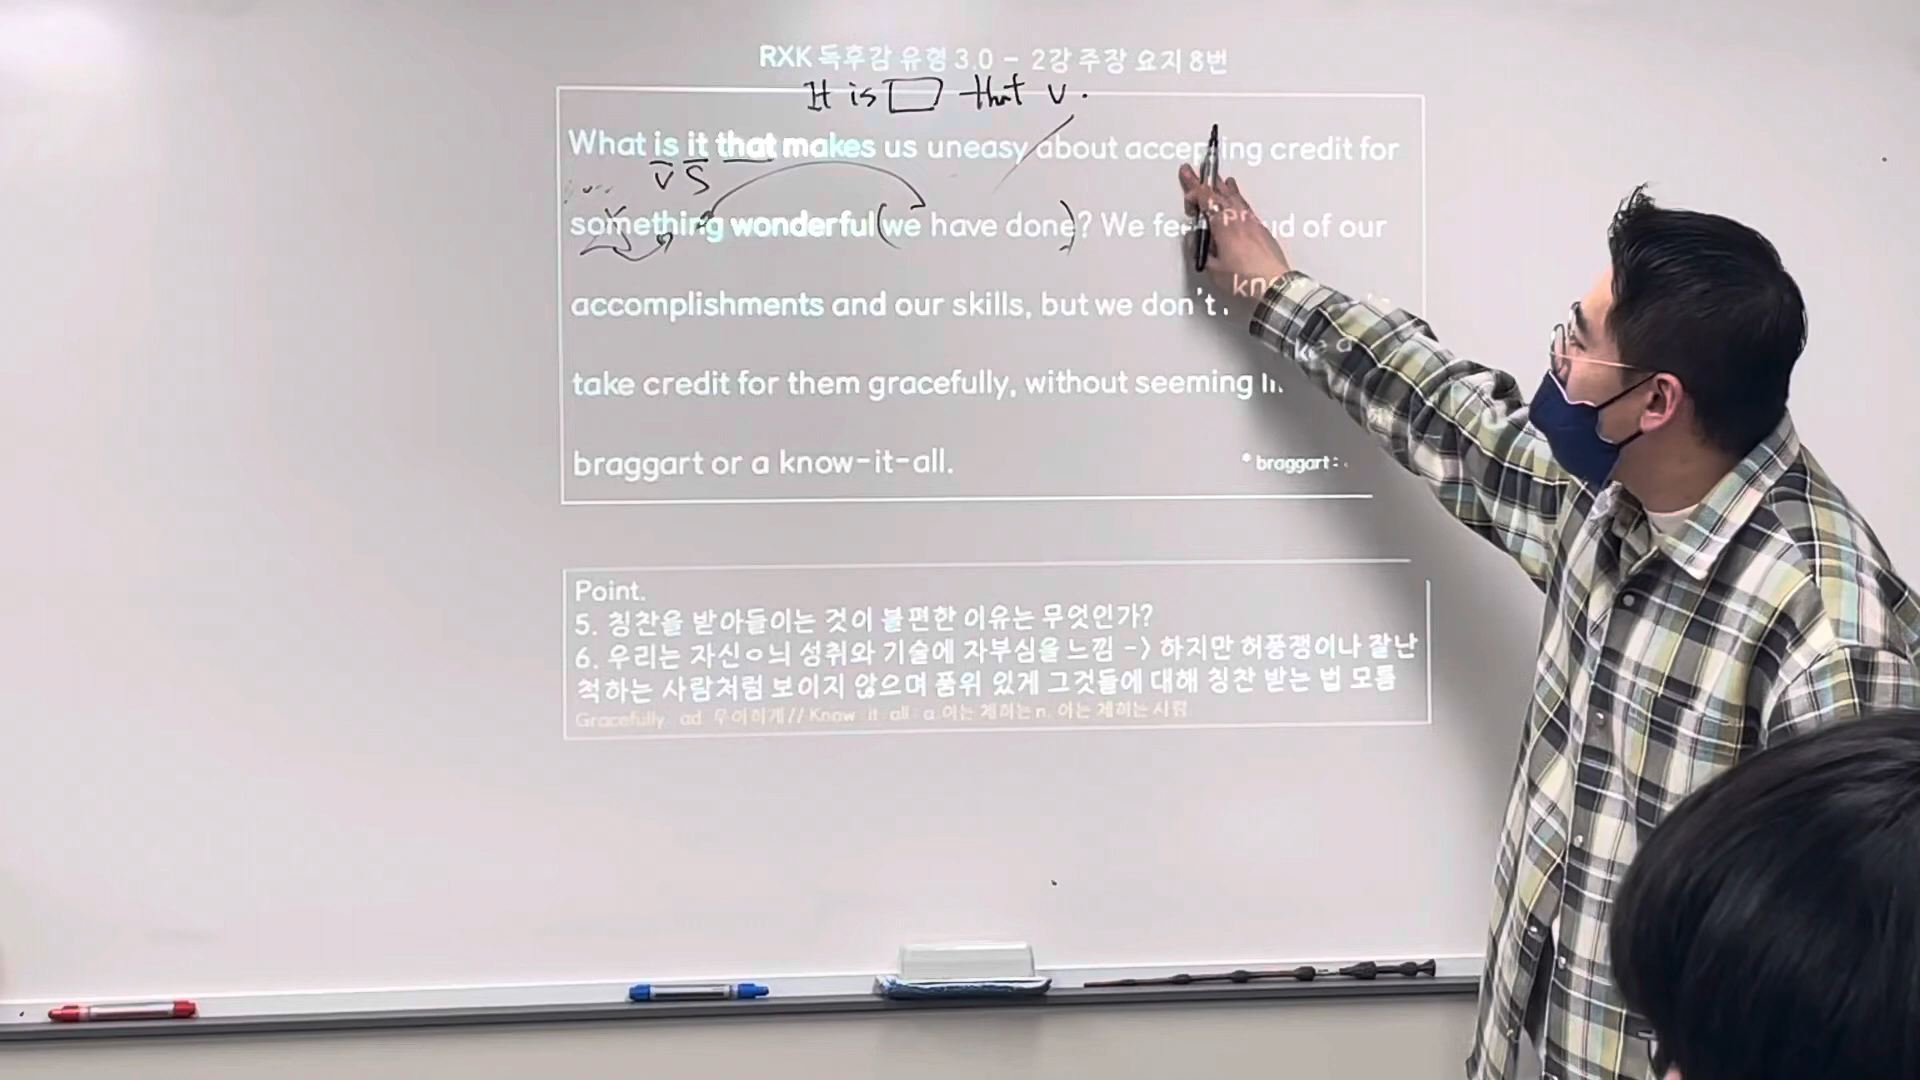 RXK 독후감 유형 3.0 - 2강 주장 요지 8번
It is that v.
What is it that makes us uneasy about accepting credit for
V S
something wonderful (we have done)? We feel proud of our
accomplishments and our skills, but we don't know
take credit for them gracefully, without seeming like a
braggart or a know-it-all.
* braggart:
Point.
5. 칭찬을 받아들이는 것이 불편한 이유는 무엇인가?
6. 우리는 자신ㅇ늬 성취와 기술에 자부심을 느낌 -> 하지만 허풍쟁이나 잘난
척하는 사람처럼 보이지 않으며 품위 있게 그것들에 대해 칭찬 받는 법 모름
Gracefully ad 우아하게// Know it all a 아는 체하는 n. 아는 체하는 사람